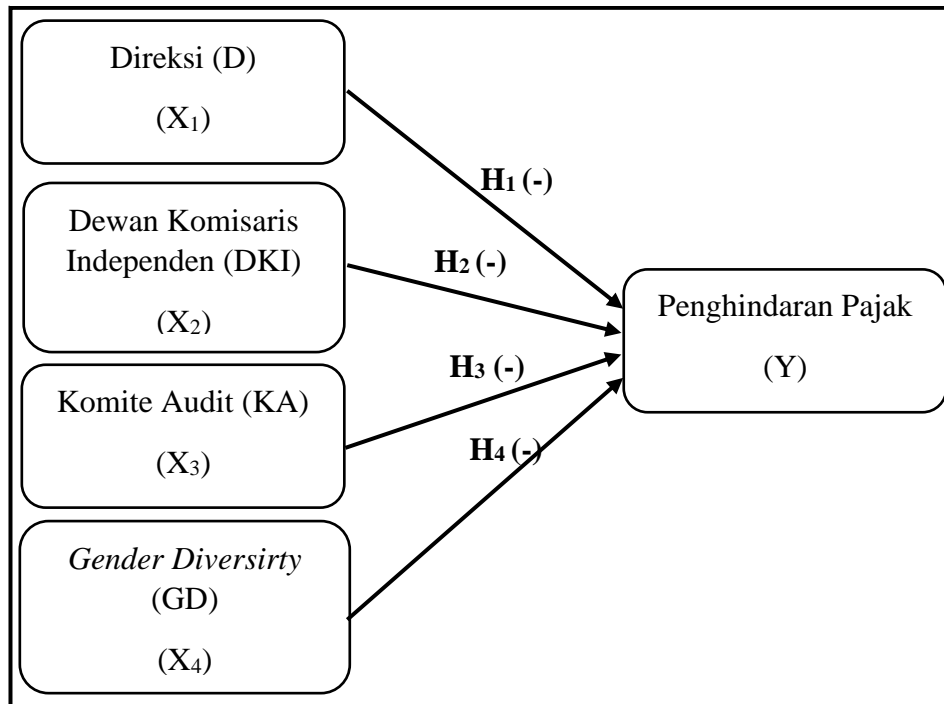 Direksi (D)
(X₁)
H₁ (-)
Dewan Komisaris
Independen (DKI)
(X₂)
H₂ (-)
Penghindaran Pajak
(Y)
Komite Audit (KA)
(X₃)
H₃ (-)
H₄ (-)
Gender Diversirty
(GD)
(X₄)